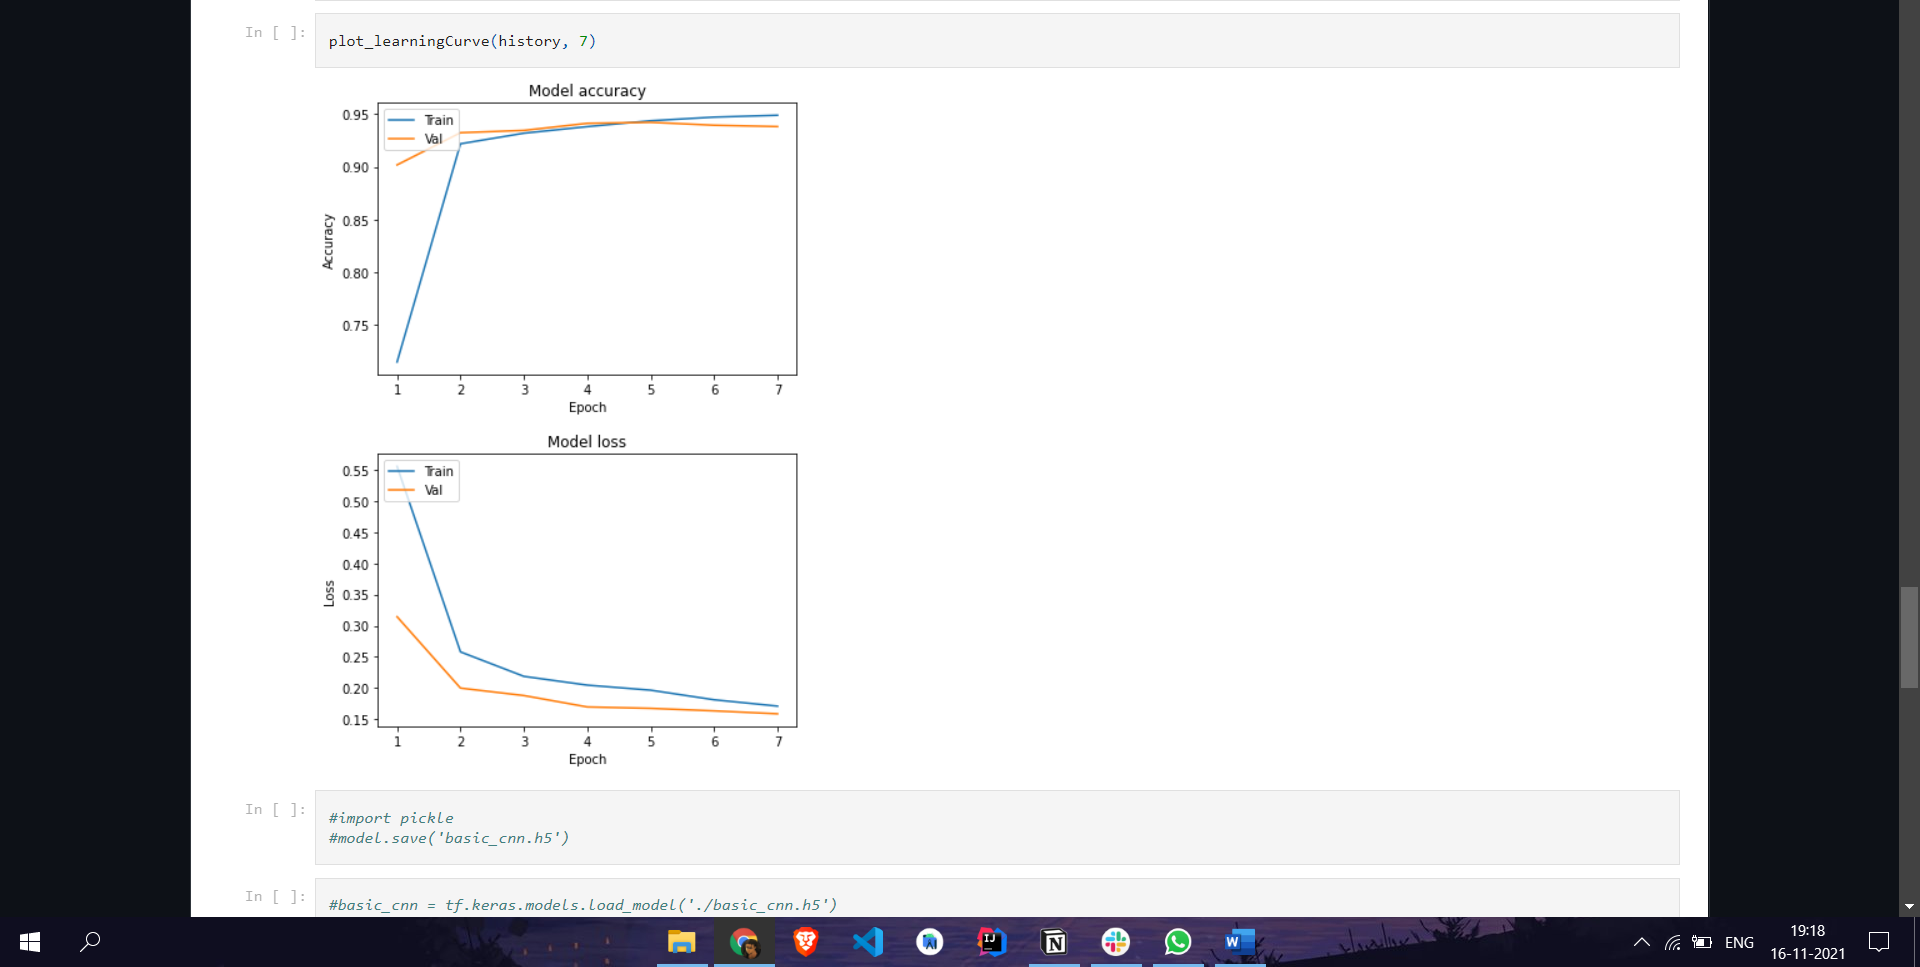 In [ ]:
plot_learningCurve(history, 7)
Model accuracy
Train
Val
0.95
0.90
0.85
0.80
0.75
Accuracy
1 2 3 4 5 6 7
Epoch
Model loss
Train
Val
0.55
0.50
0.45
0.40
0.35
0.30
0.25
0.20
0.15
Loss
1 2 3 4 5 6 7
Epoch
In [ ]:
#import pickle
#model.save('basic_cnn.h5')
In [ ]:
#basic_cnn = tf.keras.models.load_model('./basic_cnn.h5')
IJ
N
W
ENG
19:18
16-11-2021